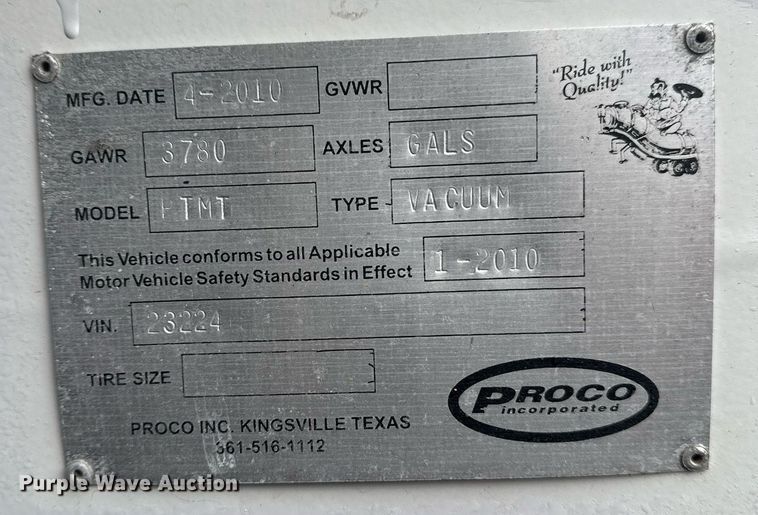 "Ride with
Quality!"
MFG. DATE 4-2010 GVWR
GAWR 3780 AXLES GALS
MODEL TMT TYPE VACUUM
This Vehicle conforms to all Applicable
Motor Vehicle Safety Standards in Effect 1-2010
VIN. 23224
TIRE SIZE
PROCO
incorporated
PROCO INC. KINGSVILLE TEXAS
361-516-1112
Purple Wave Auction